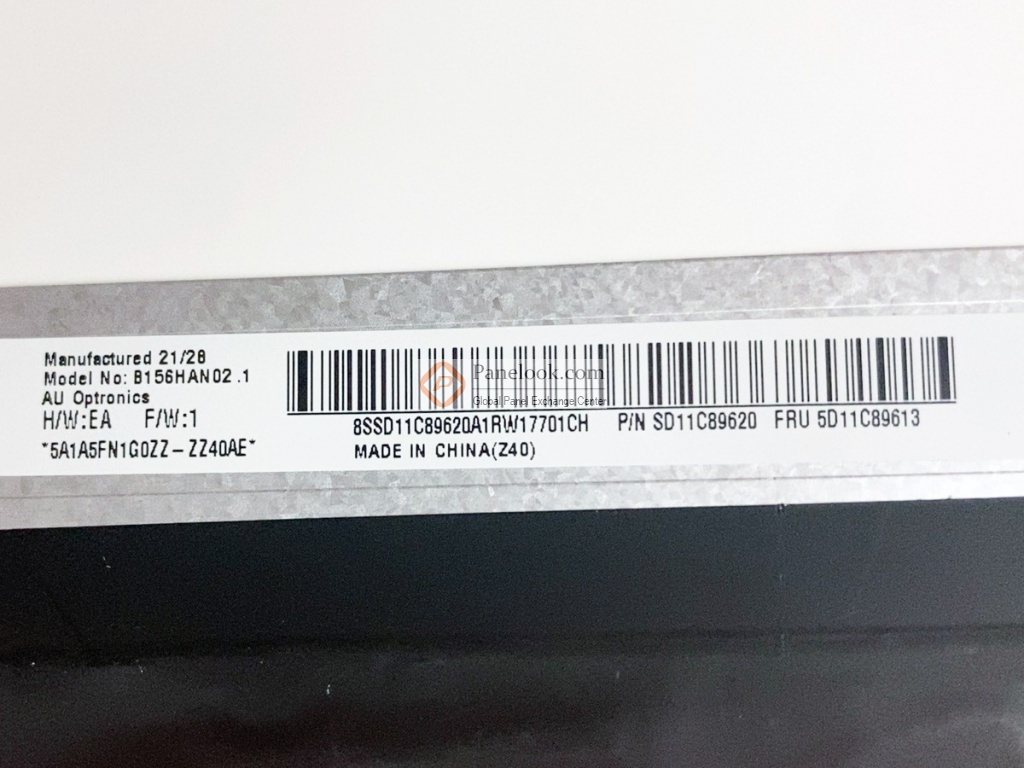 Manufactured 21/28
Model No: B156HAN02 .1
AU Optronics
H/W:EA F/W:1
*5A1A5FN1G0ZZ-ZZ40AE*
Panelook.com
Global Panel Exchange Center
8SSD11C89620A1RW17701CH P/N SD11C89620 FRU 5D11C89613
MADE IN CHINA(Z40)